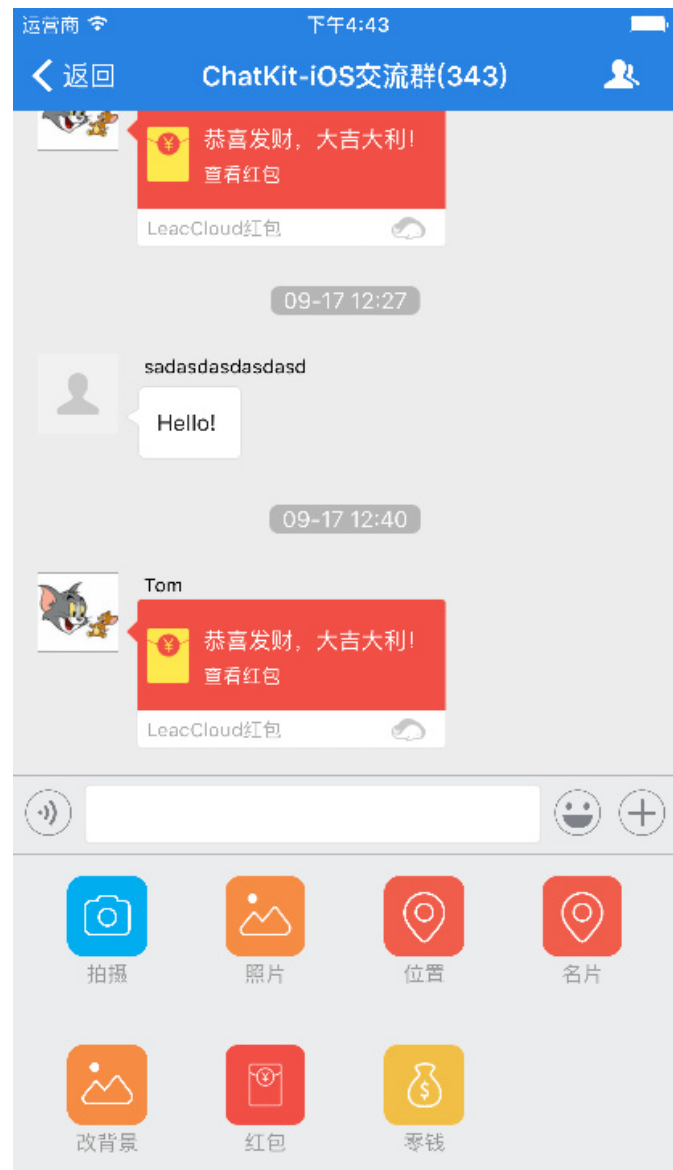 运营商 下午4:43
返回 ChatKit-iOS交流群(343)
恭喜发财，大吉大利!
查看红包
LeacCloud红包
09-17 12:27
sadasdasdasdasd
Hello!
09-17 12:40
Tom
恭喜发财，大吉大利!
查看红包
LeacCloud红包
拍摄 照片 位置 名片
改背景 红包 零钱